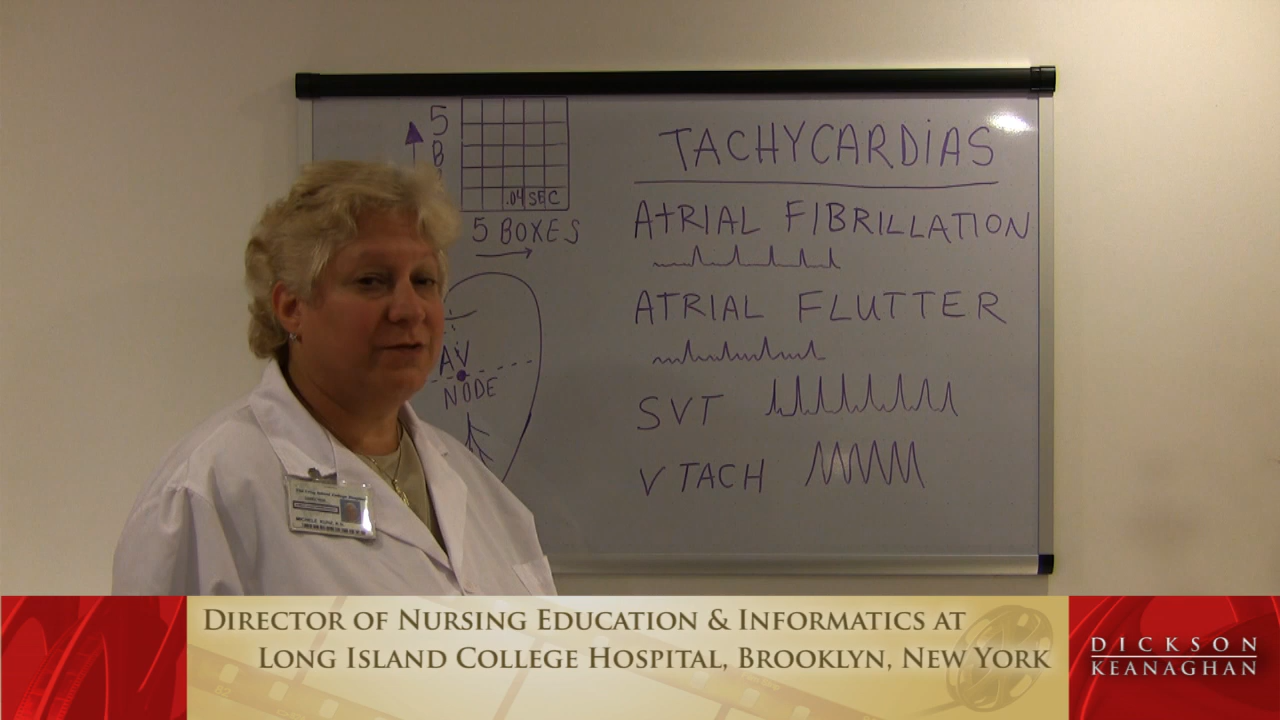 5
B
.04 SEC
5 BOXES
AV
NODE
TACHYCARDIAS
ATRIAL FIBRILLATION
ATRIAL FLUTTER
SVT
V TACH
DIRECTOR OF NURSING EDUCATION & INFORMATICS AT
LONG ISLAND COLLEGE HOSPITAL, BROOKLYN, NEW YORK
DICKSON
KEANAGHAN